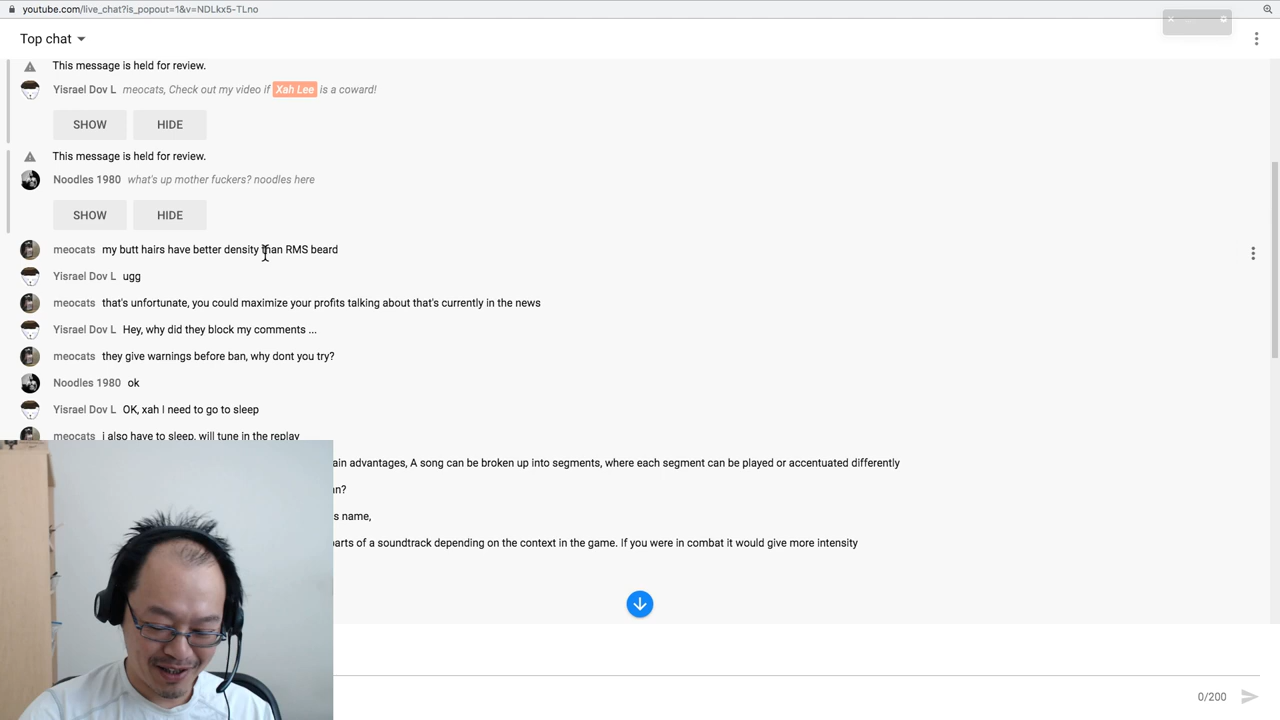 youtube.com/live_chat?is_popout=1&v=NDLkx5-TLno
Top chat
This message is held for review.
Yisrael Dov L meocats, Check out my video if Xah Lee is a coward!
SHOW HIDE
This message is held for review.
Noodles 1980 what's up mother fuckers? noodles here
SHOW HIDE
meocats my butt hairs have better density than RMS beard
Yisrael Dov L ugg
meocats that's unfortunate, you could maximize your profits talking about that's currently in the news
Yisrael Dov L Hey, why did they block my comments ...
meocats they give warnings before ban, why dont you try?
Noodles 1980 ok
Yisrael Dov L OK, xah I need to go to sleep
meocats i also have to sleep, will tune in the replay
advantages, A song can be broken up into segments, where each segment can be played or accentuated differently
name,
parts of a soundtrack depending on the context in the game. If you were in combat it would give more intensity
0/200